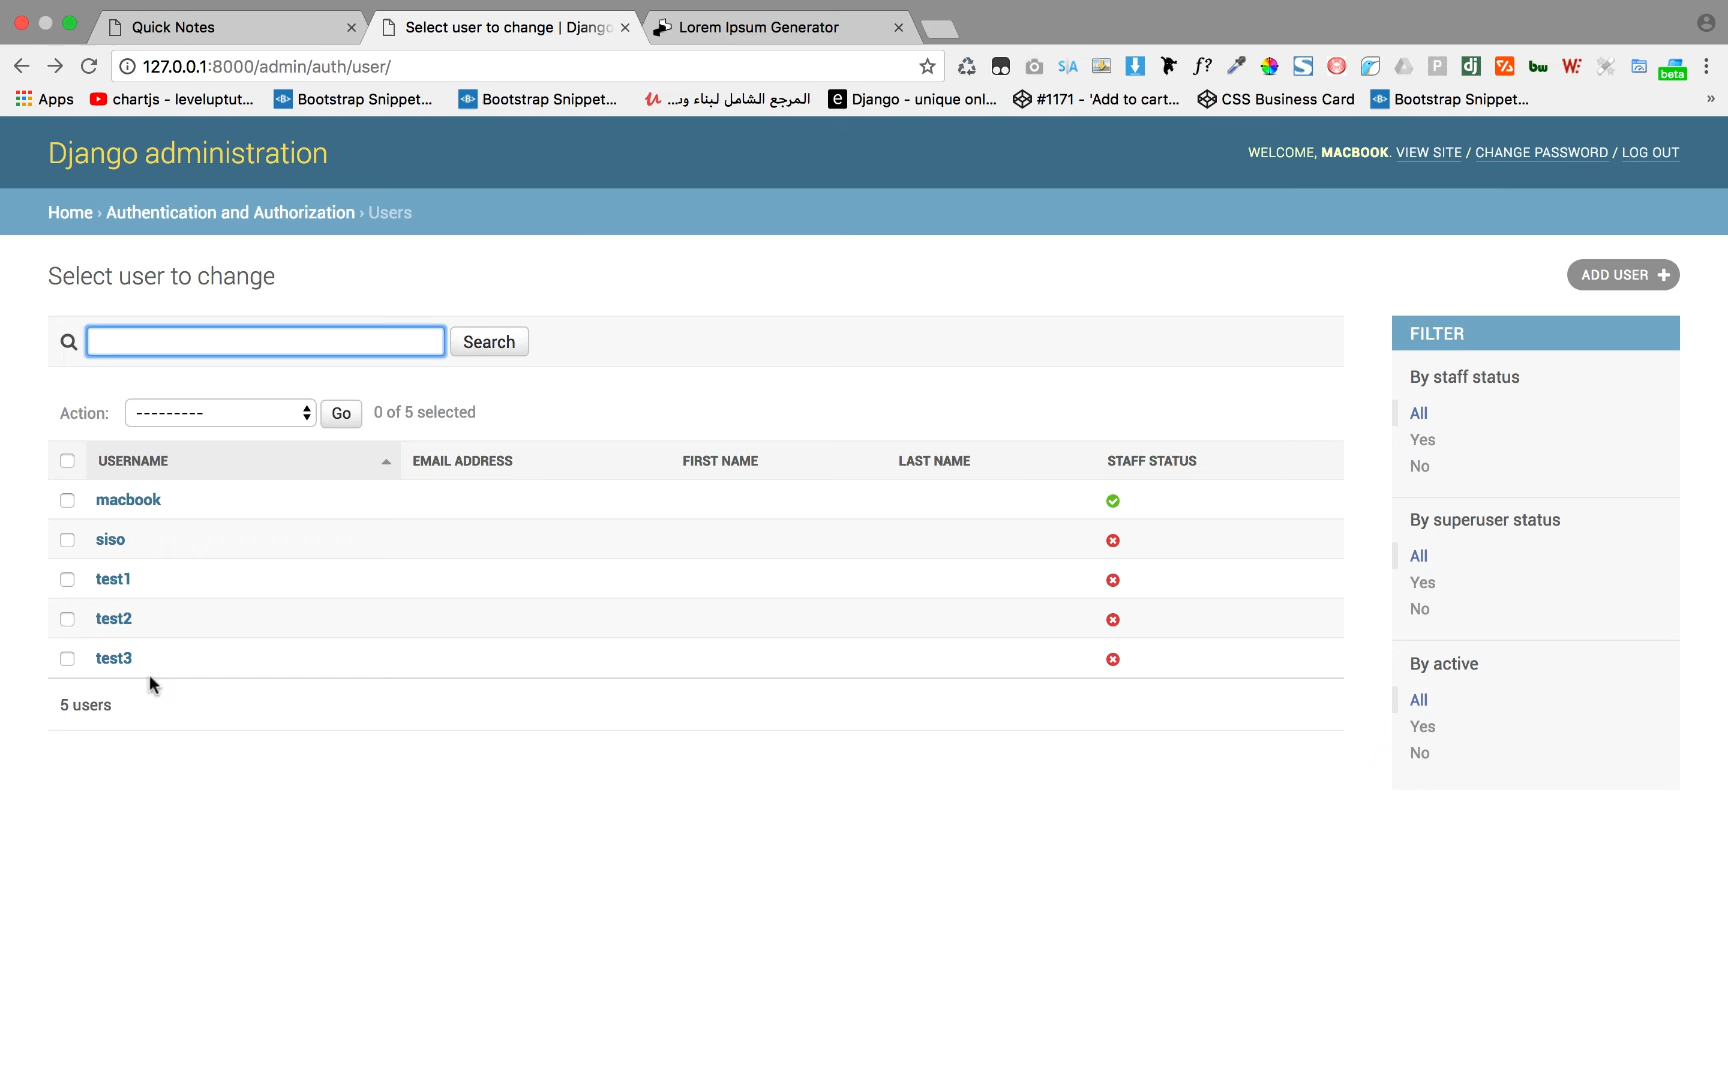 Quick Notes
Select user to change | Django
Lorem Ipsum Generator
127.0.0.1:8000/admin/auth/user/
S|A
f?
S
P
dj
bw
W:
beta
Apps
chartjs - leveluptut...
Bootstrap Snippet...
Bootstrap Snippet...
المرجع الشامل لبناء ود...
Django - unique onl...
#1171 - 'Add to cart...
CSS Business Card
Bootstrap Snippet...
»
Django administration
WELCOME, MACBOOK. VIEW SITE / CHANGE PASSWORD / LOG OUT
Home › Authentication and Authorization › Users
Select user to change
ADD USER +
Search
Action:
---------
Go
0 of 5 selected
USERNAME EMAIL ADDRESS FIRST NAME LAST NAME STAFF STATUS
macbook
siso
test1
test2
test3
5 users
FILTER
By staff status
All
Yes
No
By superuser status
All
Yes
No
By active
All
Yes
No